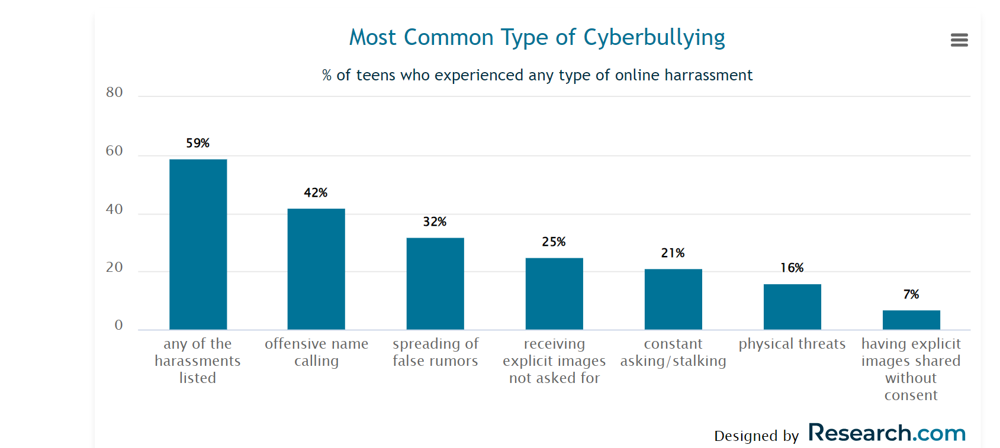 Most Common Type of Cyberbullying
% of teens who experienced any type of online harrassment
80
60
40
20
0
59%
42%
32%
25%
21%
16%
7%
any of the
harassments
listed
offensive name
calling
spreading of
false rumors
receiving
explicit images
not asked for
constant
asking/stalking
physical threats
having explicit
images shared
without
consent
Designed by Research.com